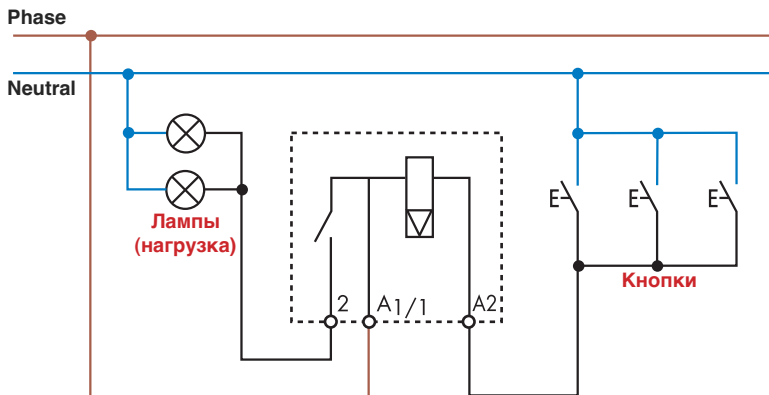 Phase
Neutral
Лампы
(нагрузка)
2
A1/1
A2
E
E
E
Кнопки